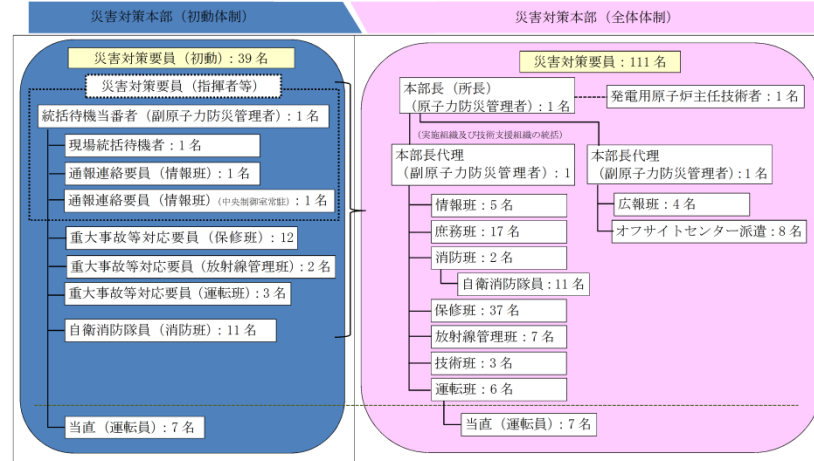 災害対策本部（初動体制）
災害対策本部（全体体制）
災害対策要員（初動）：39 名
災害対策要員（指揮者等）
統括待機当番者（副原子力防災管理者）：1 名
現場統括待機者：1 名
通報連絡要員（情報班）：1 名
通報連絡要員（情報班）（中央制御室常駐）：1 名
重大事故等対応要員（保修班）：12
重大事故等対応要員（放射線管理班）：2 名
重大事故等対応要員（運転班）：3 名
自衛消防隊員（消防班）：11 名
当直（運転員）：7 名
災害対策要員：111 名
本部長（所長）
（原子力防災管理者）：1 名
発電用原子炉主任技術者：1 名
（実施組織及び技術支援組織の統括）
本部長代理
（副原子力防災管理者）：1
本部長代理
（副原子力防災管理者）：1 名
情報班：5 名
庶務班：17 名
消防班：2 名
自衛消防隊員：11 名
保修班：37 名
放射線管理班：7 名
技術班：3 名
運転班：6 名
当直（運転員）：7 名
広報班：4 名
オフサイトセンター派遣：8 名